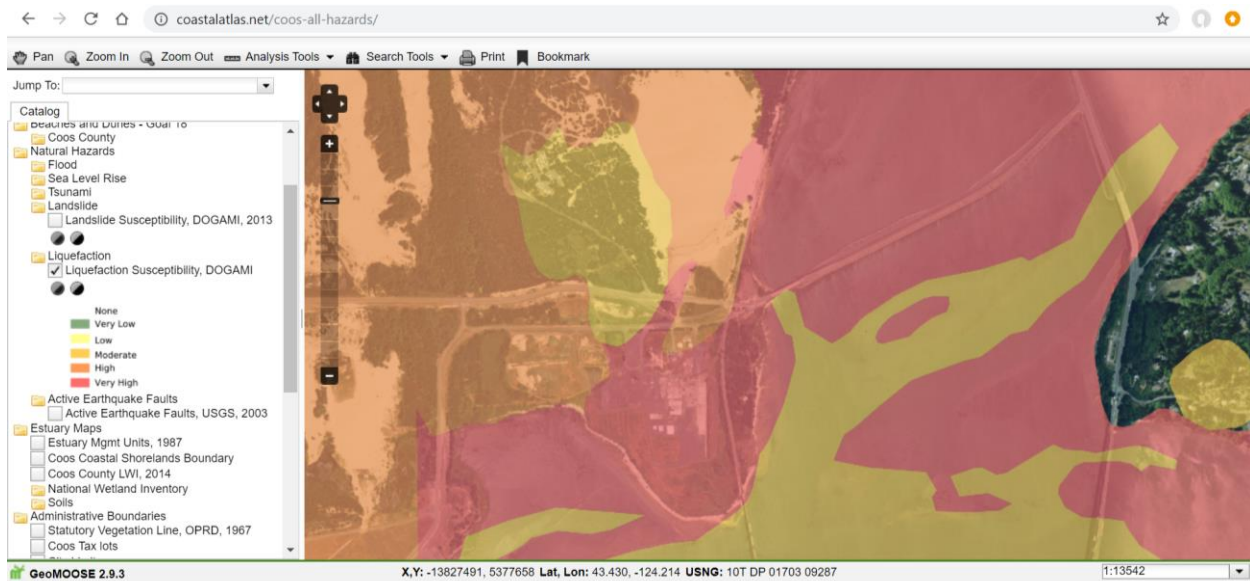 coastalatlas.net/coos-all-hazards/
Pan Zoom In Zoom Out Analysis Tools Search Tools Print Bookmark
Jump To:
Catalog
Beaches and Dunes - Goal 18
Coos County
Natural Hazards
Flood
Sea Level Rise
Tsunami
Landslide
Landslide Susceptibility, DOGAMI, 2013
Liquefaction
Liquefaction Susceptibility, DOGAMI
None
Very Low
Low
Moderate
High
Very High
Active Earthquake Faults
Active Earthquake Faults, USGS, 2003
Estuary Maps
Estuary Mgmt Units, 1987
Coos Coastal Shorelands Boundary
Coos County LWI, 2014
National Wetland Inventory
Soils
Administrative Boundaries
Statutory Vegetation Line, OPRD, 1967
Coos Tax lots
GeoMOOSE 2.9.3 X,Y: -13827491, 5377658 Lat, Lon: 43.430, -124.214 USNG: 10T DP 01703 09287 1:13542